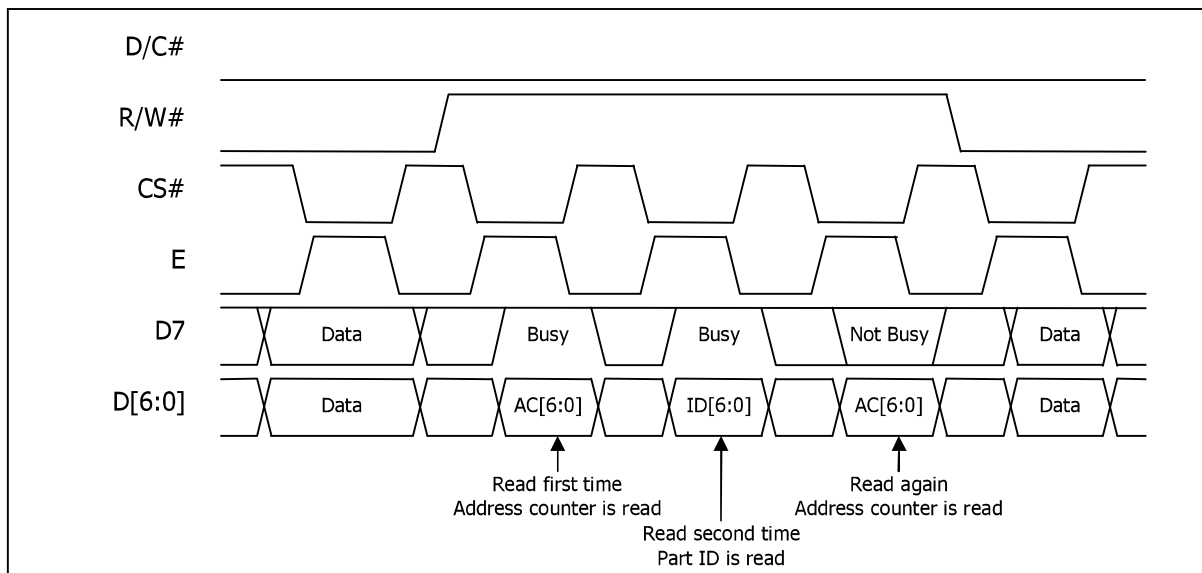 D/C#
R/W#
CS#
E
D7 Data Busy Busy Not Busy Data
D[6:0] Data AC[6:0] ID[6:0] AC[6:0] Data
Read first time
Address counter is read
Read second time
Part ID is read
Read again
Address counter is read